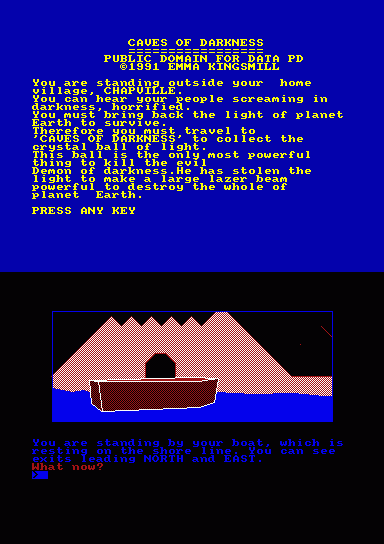 CAVES OF DARKNESS
=================
PUBLIC DOMAIN FOR DATA PD
©1991 EMMA KINGSMILL
You are standing outside your  home
village, CHAPVILLE.
You can hear your people screaming in
darkness, horrified.
You must bring back the light of planet
Earth to survive.
Therefore you must travel to
'CAVES OF DARKNESS' to collect the
crystal ball of light.
This ball is the only most powerful
thing to kill the evil
Demon of darkness.He has stolen the
light to make a large lazer beam
powerful to destroy the whole of
planet  Earth.
PRESS ANY KEY
You are standing by your boat, which is
resting on the shore line. You can see
exits leading NORTH and EAST.
What now?
>